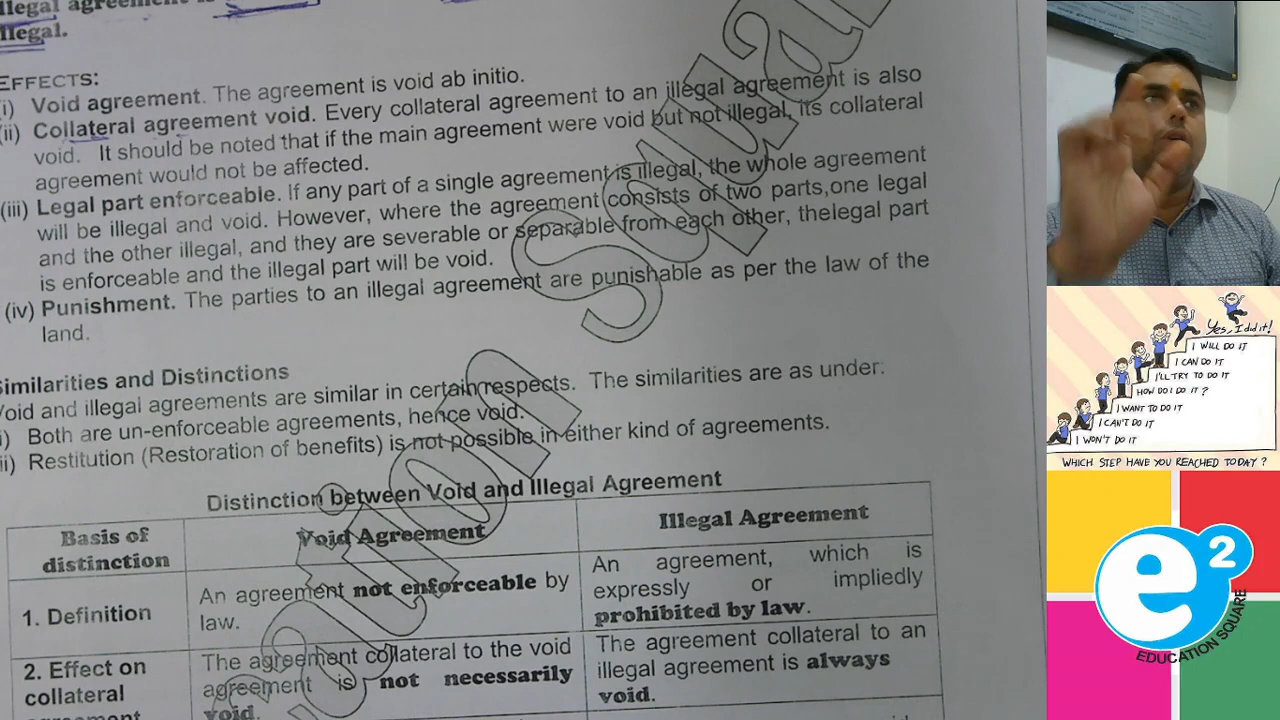 llegal agreement
llegal.
EFFECTS:
(i) Void agreement. The agreement is void ab initio.
(ii) Collateral agreement void. Every collateral agreement to an illegal agreement is also
void. It should be noted that if the main agreement were void but not illegal, its collateral
agreement would not be affected.
(iii) Legal part enforceable. If any part of a single agreement is illegal, the whole agreement
will be illegal and void. However, where the agreement consists of two parts,one legal
and the other illegal, and they are severable or separable from each other, thelegal part
is enforceable and the illegal part will be void.
(iv) Punishment. The parties to an illegal agreement are punishable as per the law of the
land.
Similarities and Distinctions
Void and illegal agreements are similar in certain respects. The similarities are as under:
i) Both are un-enforceable agreements, hence void.
ii) Restitution (Restoration of benefits) is not possible in either kind of agreements.
Distinction between Void and Illegal Agreement
Basis of
distinction
Void Agreement
Illegal Agreement
1. Definition
An agreement not enforceable by
law.
An agreement, which is
expressly or impliedly
prohibited by law.
2. Effect on
collateral
agreement
The agreement collateral to the void
agreement is not necessarily
void.
The agreement collateral to an
illegal agreement is always
void.
Yes, I did it!
I WILL DO IT
I CAN DO IT
I'LL TRY TO DO IT
HOW DO I DO IT?
I WANT TO DO IT
I CAN'T DO IT
I WON'T DO IT
WHICH STEP HAVE YOU REACHED TODAY?
e2
EDUCATION SQUARE